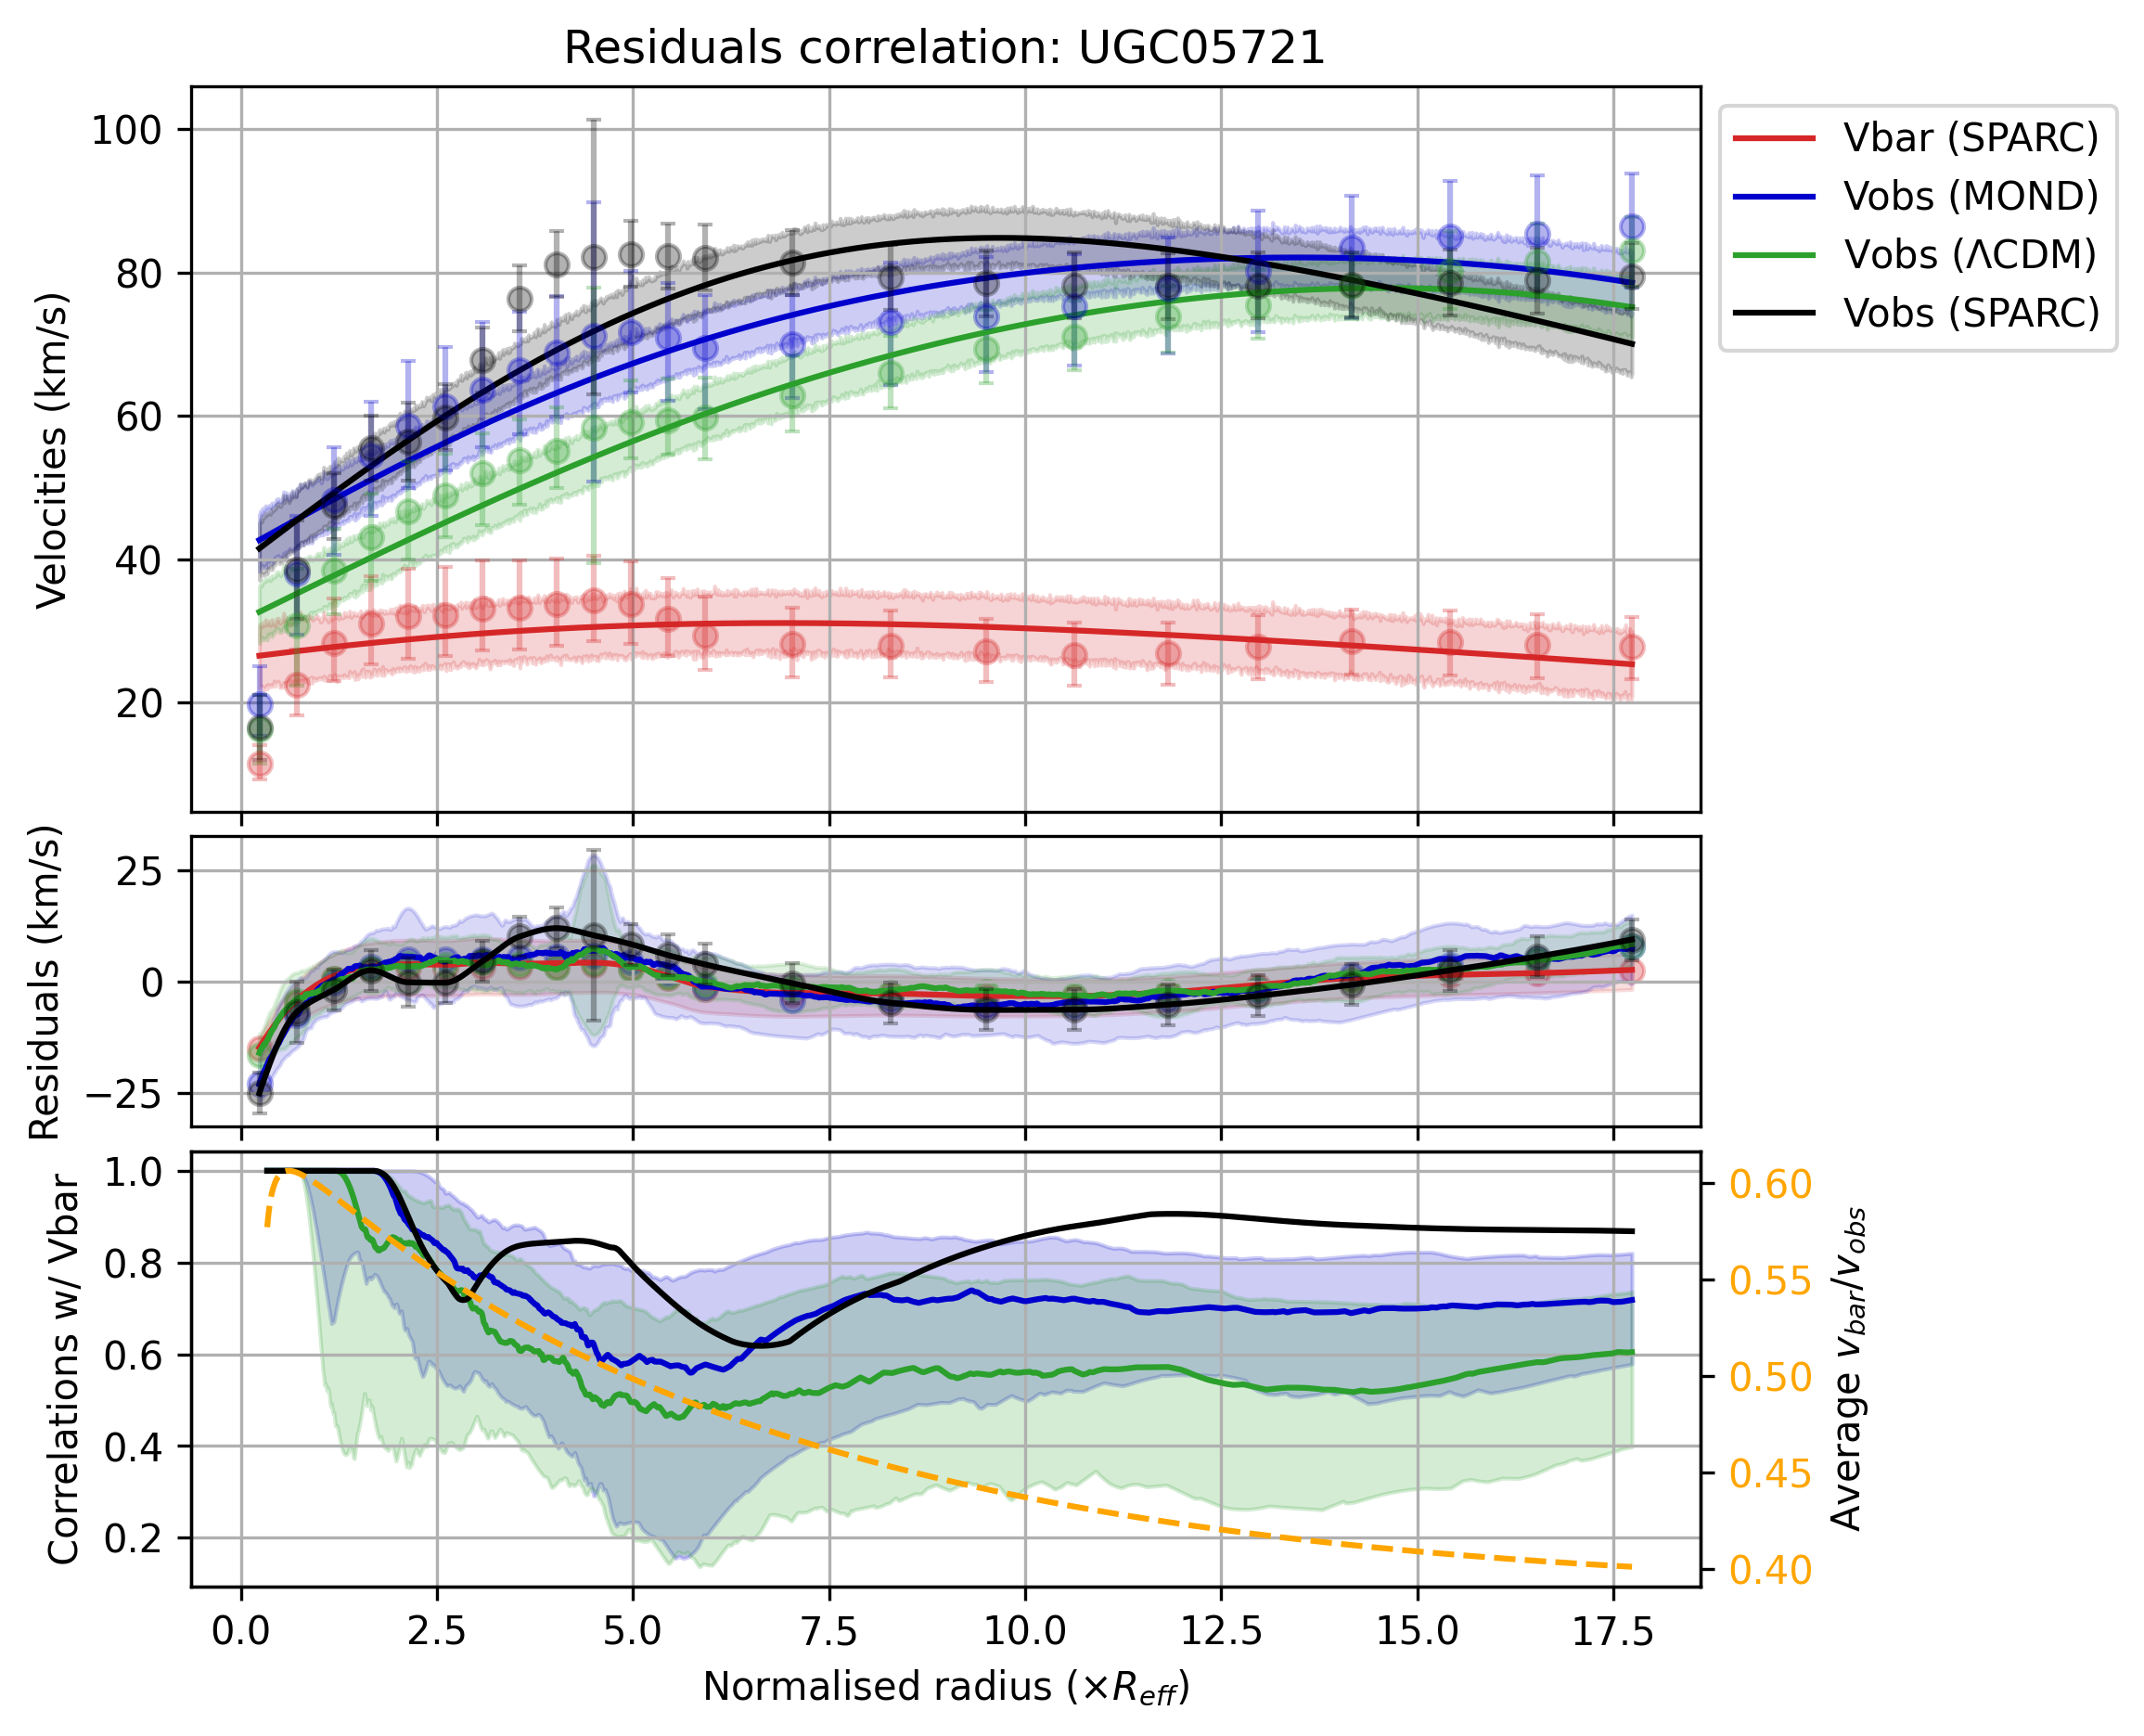 Residuals correlation: UGC05721
Velocities (km/s)
100
80
60
40
20
Vbar (SPARC)
Vobs (MOND)
Vobs (ΛCDM)
Vobs (SPARC)
Residuals (km/s)
25
0
−25
Correlations w/ Vbar
1.0
0.8
0.6
0.4
0.2
0.60
0.55
0.50
0.45
0.40
Average v_bar/v_obs
0.0 2.5 5.0 7.5 10.0 12.5 15.0 17.5
Normalised radius (×R_eff)